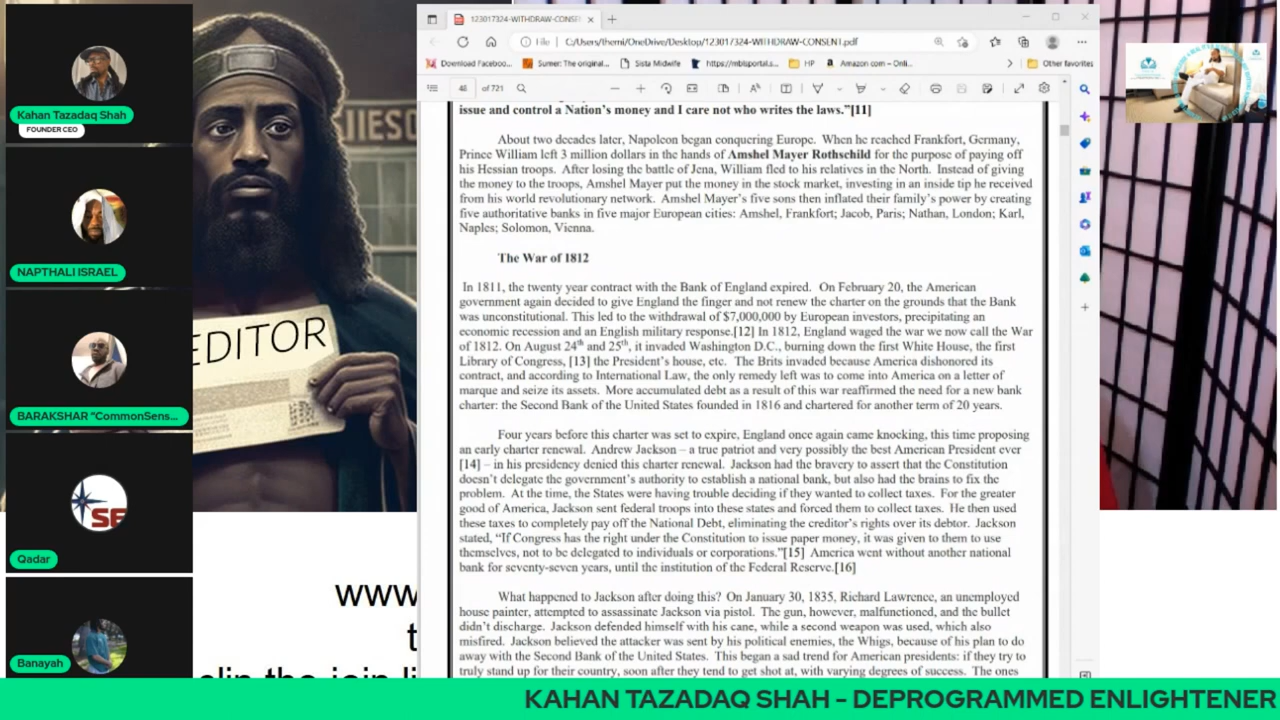 Kahan Tazadaq Shah
FOUNDER CEO
NAPTHALI ISRAEL
BARAKSHAR "CommonSens...
SE
Qadar
Banayah
EDITOR
www
123017324-WITHDRAW-CONSE
File
C:/Users/themi/OneDrive/Desktop/123017324-WITHDRAW-CONSENT.pdf
Download Faceboo...
Sumer: The original...
Sista Midwife
https://mblsportal.s...
HP
Amazon.com – Onli...
Other favorites
48 of 721
issue and control a Nation's money and I care not who writes the laws."[11]
About two decades later, Napoleon began conquering Europe. When he reached Frankfort, Germany,
Prince William left 3 million dollars in the hands of Amshel Mayer Rothschild for the purpose of paying off
his Hessian troops. After losing the battle of Jena, William fled to his relatives in the North. Instead of giving
the money to the troops, Amshel Mayer put the money in the stock market, investing in an inside tip he received
from his world revolutionary network. Amshel Mayer's five sons then inflated their family's power by creating
five authoritative banks in five major European cities: Amshel, Frankfort; Jacob, Paris; Nathan, London; Karl,
Naples; Solomon, Vienna.
The War of 1812
In 1811, the twenty year contract with the Bank of England expired. On February 20, the American
government again decided to give England the finger and not renew the charter on the grounds that the Bank
was unconstitutional. This led to the withdrawal of $7,000,000 by European investors, precipitating an
economic recession and an English military response.[12] In 1812, England waged the war we now call the War
of 1812. On August 24th and 25th, it invaded Washington D.C., burning down the first White House, the first
Library of Congress, [13] the President's house, etc. The Brits invaded because America dishonored its
contract, and according to International Law, the only remedy left was to come into America on a letter of
marque and seize its assets. More accumulated debt as a result of this war reaffirmed the need for a new bank
charter: the Second Bank of the United States founded in 1816 and chartered for another term of 20 years.
Four years before this charter was set to expire, England once again came knocking, this time proposing
an early charter renewal. Andrew Jackson – a true patriot and very possibly the best American President ever
[14] – in his presidency denied this charter renewal. Jackson had the bravery to assert that the Constitution
doesn't delegate the government's authority to establish a national bank, but also had the brains to fix the
problem. At the time, the States were having trouble deciding if they wanted to collect taxes. For the greater
good of America, Jackson sent federal troops into these states and forced them to collect taxes. He then used
these taxes to completely pay off the National Debt, eliminating the creditor's rights over its debtor. Jackson
stated, "If Congress has the right under the Constitution to issue paper money, it was given to them to use
themselves, not to be delegated to individuals or corporations."[15] America went without another national
bank for seventy-seven years, until the institution of the Federal Reserve.[16]
What happened to Jackson after doing this? On January 30, 1835, Richard Lawrence, an unemployed
house painter, attempted to assassinate Jackson via pistol. The gun, however, malfunctioned, and the bullet
didn't discharge. Jackson defended himself with his cane, while a second weapon was used, which also
misfired. Jackson believed the attacker was sent by his political enemies, the Whigs, because of his plan to do
away with the Second Bank of the United States. This began a sad trend for American presidents: if they try to
truly stand up for their country, soon after they tend to get shot at, with varying degrees of success. The ones
KAHAN TAZADAQ SHAH - DEPROGRAMMED ENLIGHTENER